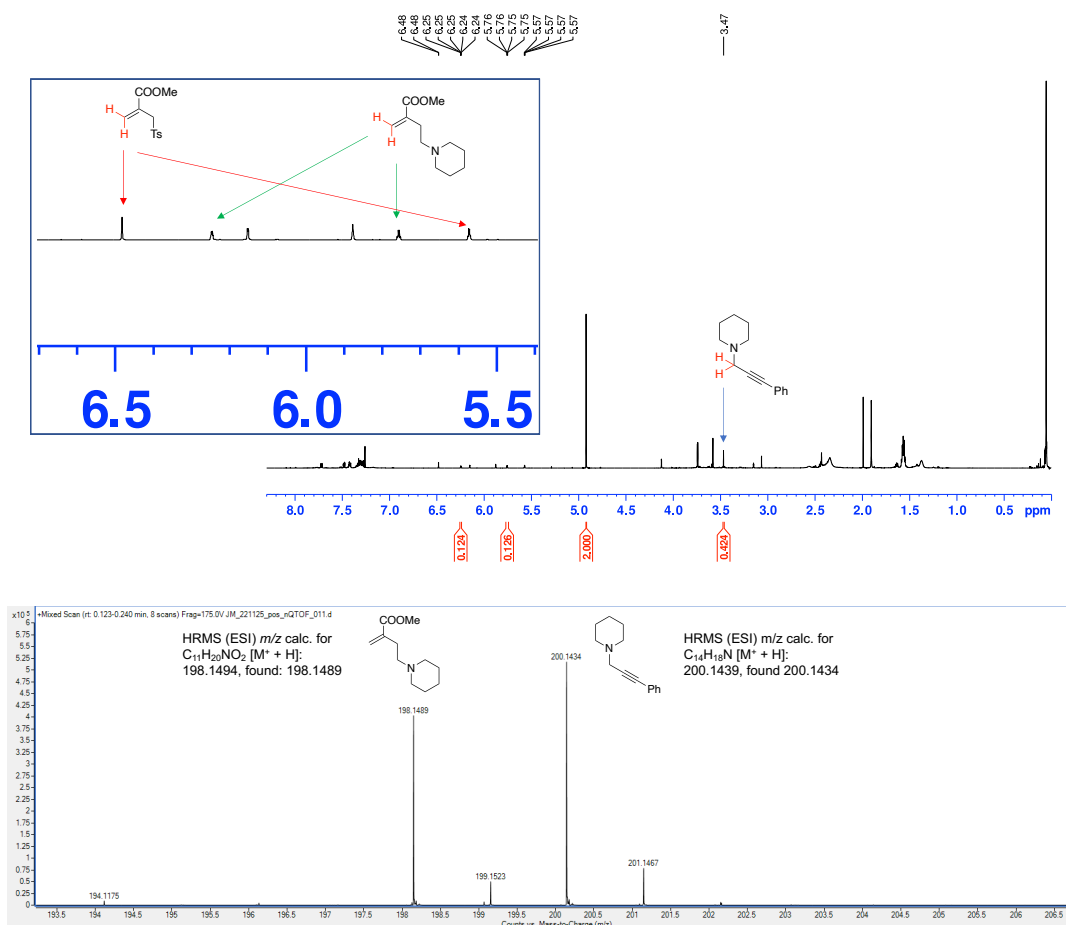 6.48
6.48
6.25
6.25
6.25
6.24
6.24
5.76
5.76
5.75
5.75
5.57
5.57
5.57
5.57
3.47
COOMe
H
H
Ts
COOMe
H
H
N
6.5 6.0 5.5
N
H
H
Ph
8.0 7.0 6.5 6.0 5.5 5.0 4.5 4.0 3.5 3.0 2.5 2.0 1.5 1.0 0.5 ppm
0.124
0.126
2.000
0.424
x10 5 +Mixed Scan (rt: 0.123-0.240 min, 8 scans) Frag=175.0V JM_221125_pos_nQTOF_011.d
6
5.75
5.5
5.25
5
4.75
4.5
4.25
4
3.75
3.5
3.25
3
2.75
2.5
2.25
2
1.75
1.5
1.25
1
0.75
0.5
0.25
0
HRMS (ESI) m/z calc. for
C11H20NO2 [M+ + H]:
198.1494, found: 198.1489
COOMe
N
N
Ph
HRMS (ESI) m/z calc. for
C14H18N [M+ + H]:
200.1439, found 200.1434
194.1175
198.1489
199.1523
200.1434
201.1467
193.5 194 194.5 195 195.5 196 196.5 197 197.5 198 198.5 199 199.5 200 200.5 201 201.5 202 202.5 203 203.5 204 204.5 205 205.5 206 206.5
Counts vs. Mass-to-Charge (m/z)